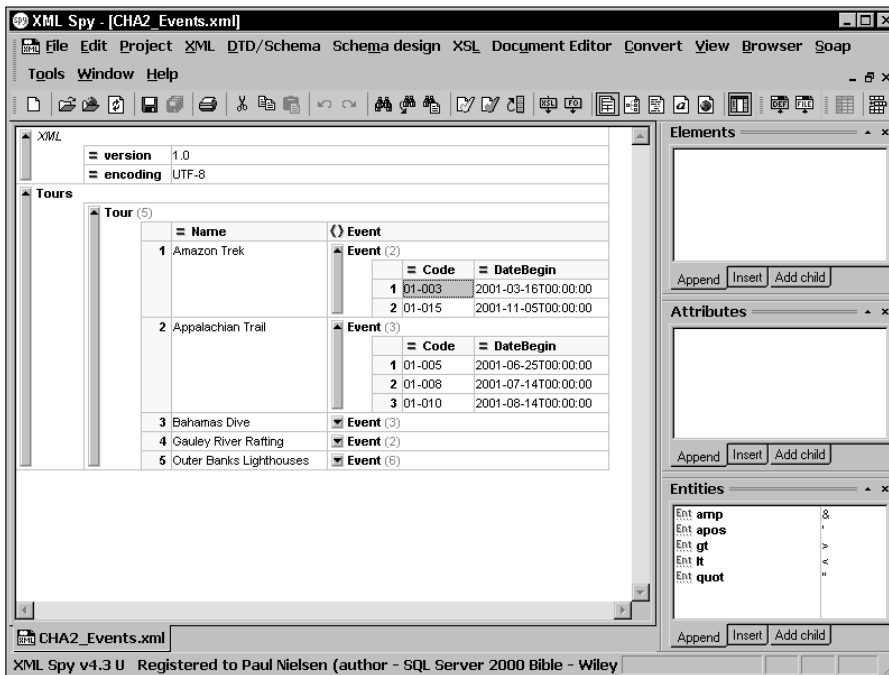 XML Spy - [CHA2_Events.xml]
File Edit Project XML DTD/Schema Schema design XSL Document Editor Convert View Browser Soap
Tools Window Help
XSL FO DEF FILE
XML
= version 1.0
= encoding UTF-8
Tours
Tour (5)
= Name () Event
1 Amazon Trek Event (2)
= Code = DateBegin
1 01-003 2001-03-16T00:00:00
2 01-015 2001-11-05T00:00:00
2 Appalachian Trail Event (3)
= Code = DateBegin
1 01-005 2001-06-25T00:00:00
2 01-008 2001-07-14T00:00:00
3 01-010 2001-08-14T00:00:00
3 Bahamas Dive Event (3)
4 Gauley River Rafting Event (2)
5 Outer Banks Lighthouses Event (6)
Elements
Append Insert Add child
Attributes
Append Insert Add child
Entities
Ent amp &
Ent apos '
Ent gt >
Ent lt <
Ent quot "
Append Insert Add child
CHA2_Events.xml
XML Spy v4.3 U Registered to Paul Nielsen (author - SQL Server 2000 Bible - Wiley